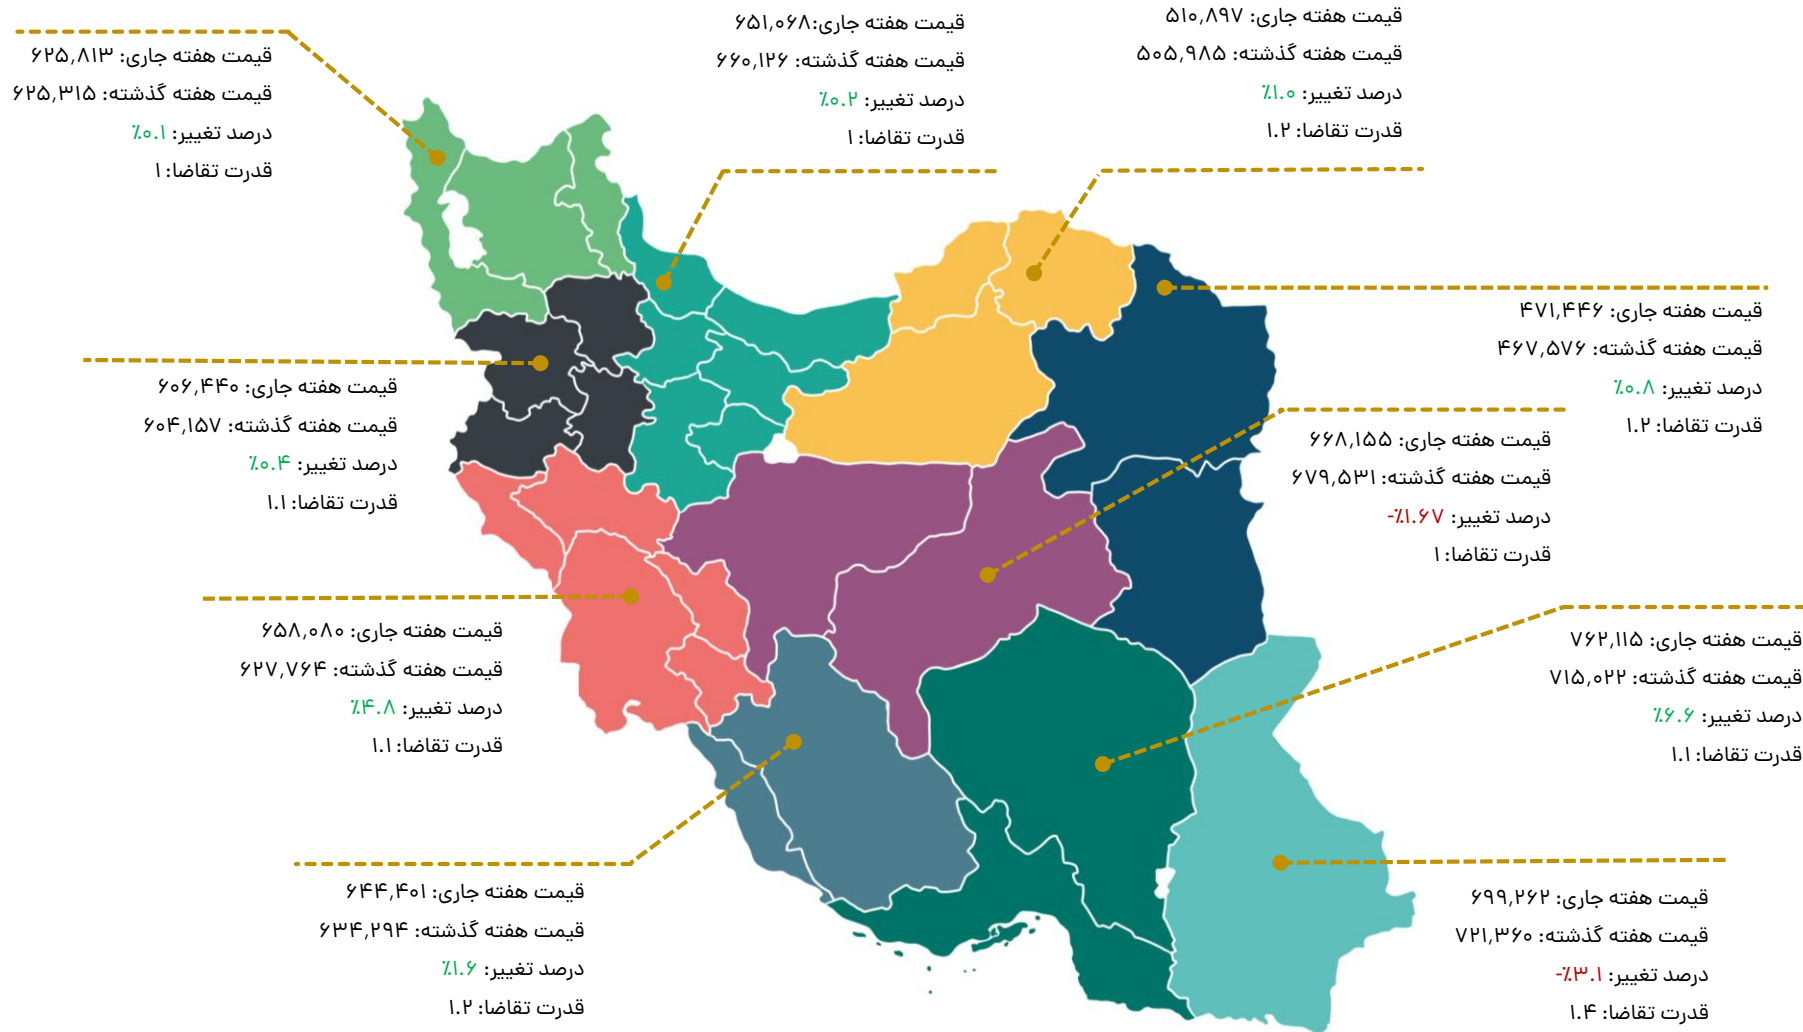 قیمت هفته جاری: ۵۱۰,۸۹۷
قیمت هفته گذشته: ۵۰۵,۹۸۵
درصد تغییر: ٪۱.۰
قدرت تقاضا: ۱.۲
قیمت هفته جاری:۶۵۱,۰۶۸
قیمت هفته گذشته: ۶۶۰,۱۲۶
درصد تغییر: ٪۰.۲
قدرت تقاضا: ۱
قیمت هفته جاری: ۶۲۵,۸۱۳
قیمت هفته گذشته: ۶۲۵,۳۱۵
درصد تغییر: ٪۰.۱
قدرت تقاضا: ۱
قیمت هفته جاری: ۴۷۱,۴۴۶
قیمت هفته گذشته: ۴۶۷,۵۷۶
درصد تغییر: ٪۰.۸
قدرت تقاضا: ۱.۲
قیمت هفته جاری: ۶۰۶,۴۴۰
قیمت هفته گذشته: ۶۰۴,۱۵۷
درصد تغییر: ٪۰.۴
قدرت تقاضا: ۱.۱
قیمت هفته جاری: ۶۶۸,۱۵۵
قیمت هفته گذشته: ۶۷۹,۵۳۱
درصد تغییر: ٪۱.۶۷-
قدرت تقاضا: ۱
قیمت هفته جاری: ۷۶۲,۱۱۵
قیمت هفته گذشته: ۷۱۵,۰۲۲
درصد تغییر: ٪۶.۶
قدرت تقاضا: ۱.۱
قیمت هفته جاری: ۶۵۸,۰۸۰
قیمت هفته گذشته: ۶۲۷,۷۶۴
درصد تغییر: ٪۴.۸
قدرت تقاضا: ۱.۱
قیمت هفته جاری: ۶۹۹,۲۶۲
قیمت هفته گذشته: ۷۲۱,۳۶۰
درصد تغییر: ٪۳.۱-
قدرت تقاضا: ۱.۴
قیمت هفته جاری: ۶۴۴,۴۰۱
قیمت هفته گذشته: ۶۳۴,۲۹۴
درصد تغییر: ٪۱.۶
قدرت تقاضا: ۱.۲